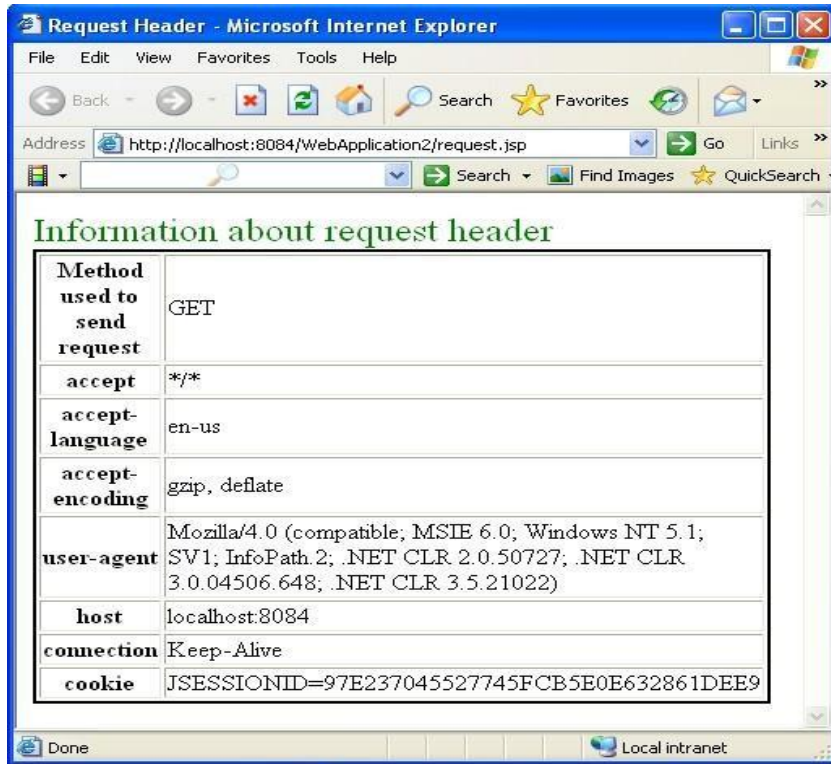 Request Header - Microsoft Internet Explorer
File Edit View Favorites Tools Help
Back Search Favorites »
Address http://localhost:8084/WebApplication2/request.jsp Go Links »
Search Find Images QuickSearch
Information about request header
Method
used to
send
request
GET
accept */*
accept-
language
en-us
accept-
encoding
gzip, deflate
user-agent
Mozilla/4.0 (compatible; MSIE 6.0; Windows NT 5.1;
SV1; InfoPath.2; .NET CLR 2.0.50727; .NET CLR
3.0.04506.648; .NET CLR 3.5.21022)
host localhost:8084
connection Keep-Alive
cookie JSESSIONID=97E237045527745FCB5E0E632861DEE9
Done Local intranet